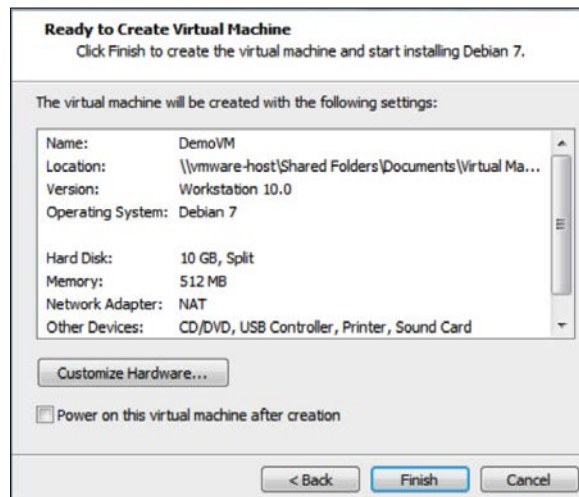 Ready to Create Virtual Machine
Click Finish to create the virtual machine and start installing Debian 7.
The virtual machine will be created with the following settings:
Name: DemoVM
Location: \\vmware-host\Shared Folders\Documents\Virtual Ma...
Version: Workstation 10.0
Operating System: Debian 7
Hard Disk: 10 GB, Split
Memory: 512 MB
Network Adapter: NAT
Other Devices: CD/DVD, USB Controller, Printer, Sound Card
Customize Hardware...
Power on this virtual machine after creation
< Back Finish Cancel